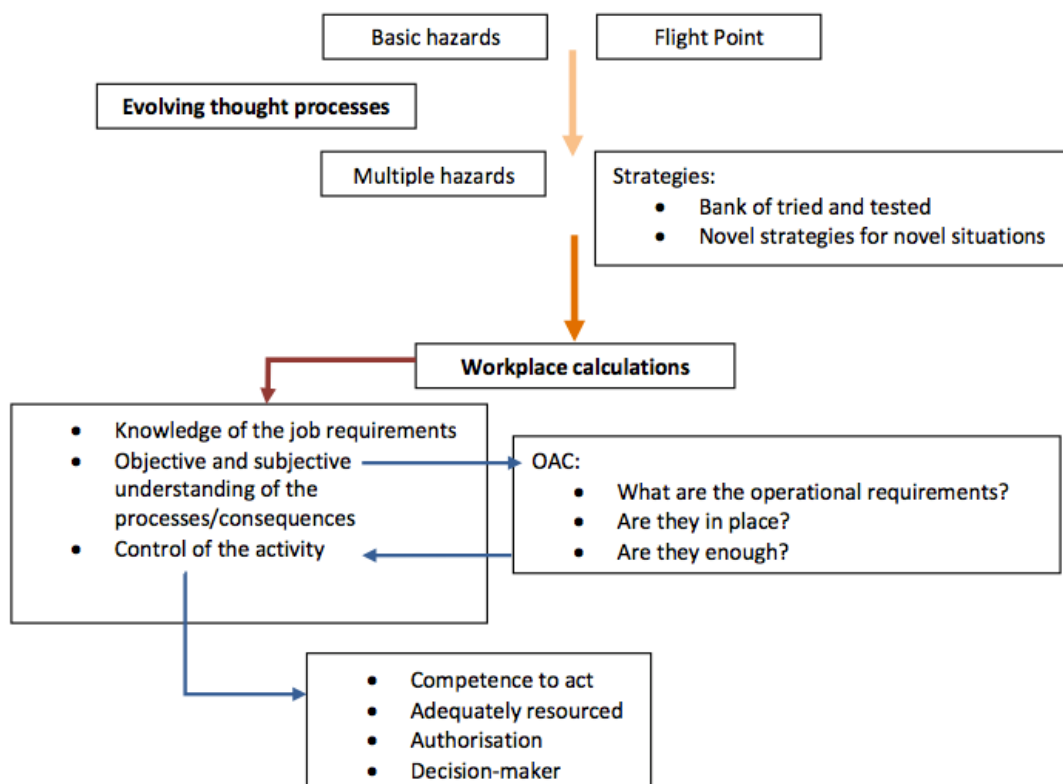 Basic hazards
Flight Point
Evolving thought processes
Multiple hazards
Strategies:
• Bank of tried and tested
• Novel strategies for novel situations
Workplace calculations
• Knowledge of the job requirements
• Objective and subjective
understanding of the
processes/consequences
• Control of the activity
OAC:
• What are the operational requirements?
• Are they in place?
• Are they enough?
• Competence to act
• Adequately resourced
• Authorisation
• Decision-maker